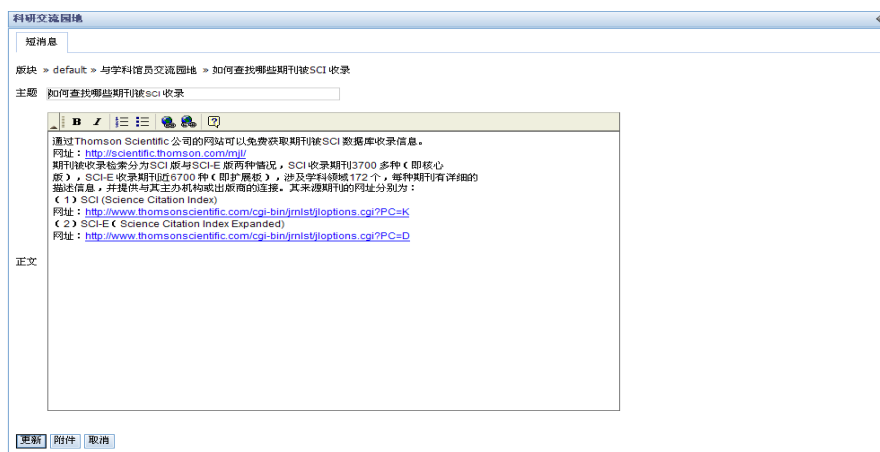 科研交流园地
短消息
版块 » default » 与学科馆员交流园地 » 如何查找哪些期刊被SCI 收录
主题 如何查找哪些期刊被SCI 收录
B I
通过Thomson Scientific 公司的网站可以免费获取期刊被SCI 数据库收录信息。
网址：http://scientific.thomson.com/mjl/
期刊被收录检索分为SCI 版与SCI-E 版两种情况，SCI 收录期刊3700 多种（即核心
版），SCI-E 收录期刊近6700 种（即扩展板），涉及学科领域172 个，每种期刊有详细的
描述信息，并提供与其主办机构或出版商的连接。其来源期刊的网址分别为：
（1）SCI (Science Citation Index)
网址：http://www.thomsonscientific.com/cgi-bin/jrnlst/jloptions.cgi?PC=K
（2）SCI-E（ Science Citation Index Expanded)
网址：http://www.thomsonscientific.com/cgi-bin/jrnlst/jloptions.cgi?PC=D
正文
更新 附件 取消